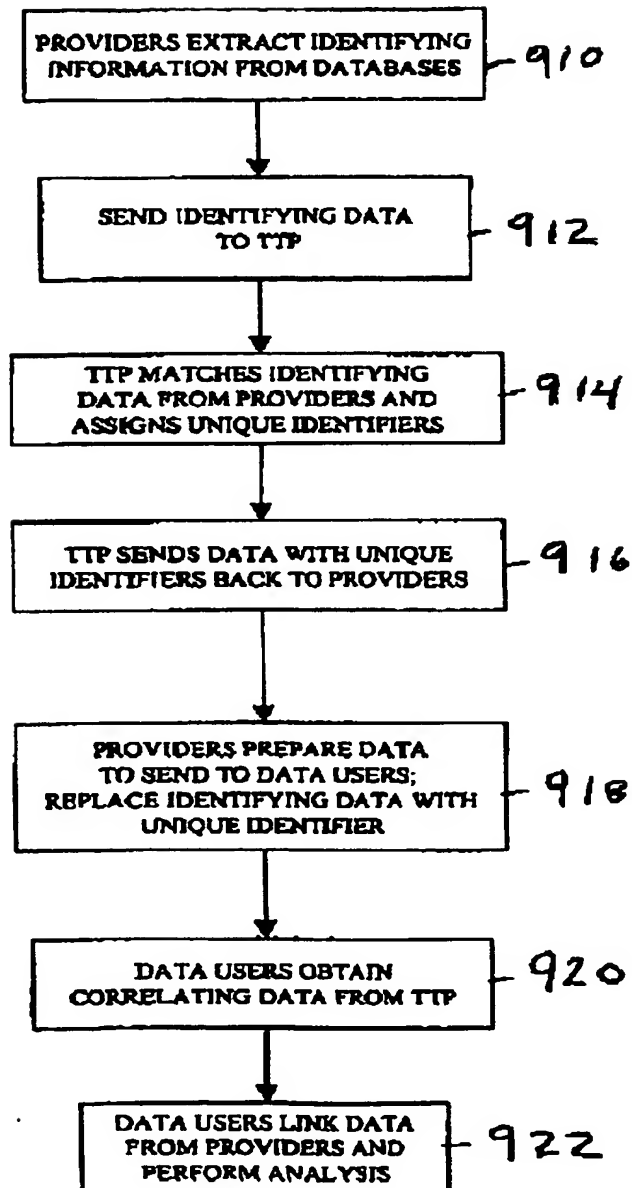 PROVIDERS EXTRACT IDENTIFYING
INFORMATION FROM DATABASES
910
SEND IDENTIFYING DATA
TO TTP
912
TTP MATCHES IDENTIFYING
DATA FROM PROVIDERS AND
ASSIGNS UNIQUE IDENTIFIERS
914
TTP SENDS DATA WITH UNIQUE
IDENTIFIERS BACK TO PROVIDERS
916
PROVIDERS PREPARE DATA
TO SEND TO DATA USERS;
REPLACE IDENTIFYING DATA WITH
UNIQUE IDENTIFIER
918
DATA USERS OBTAIN
CORRELATING DATA FROM TTP
920
DATA USERS LINK DATA
FROM PROVIDERS AND
PERFORM ANALYSIS
922